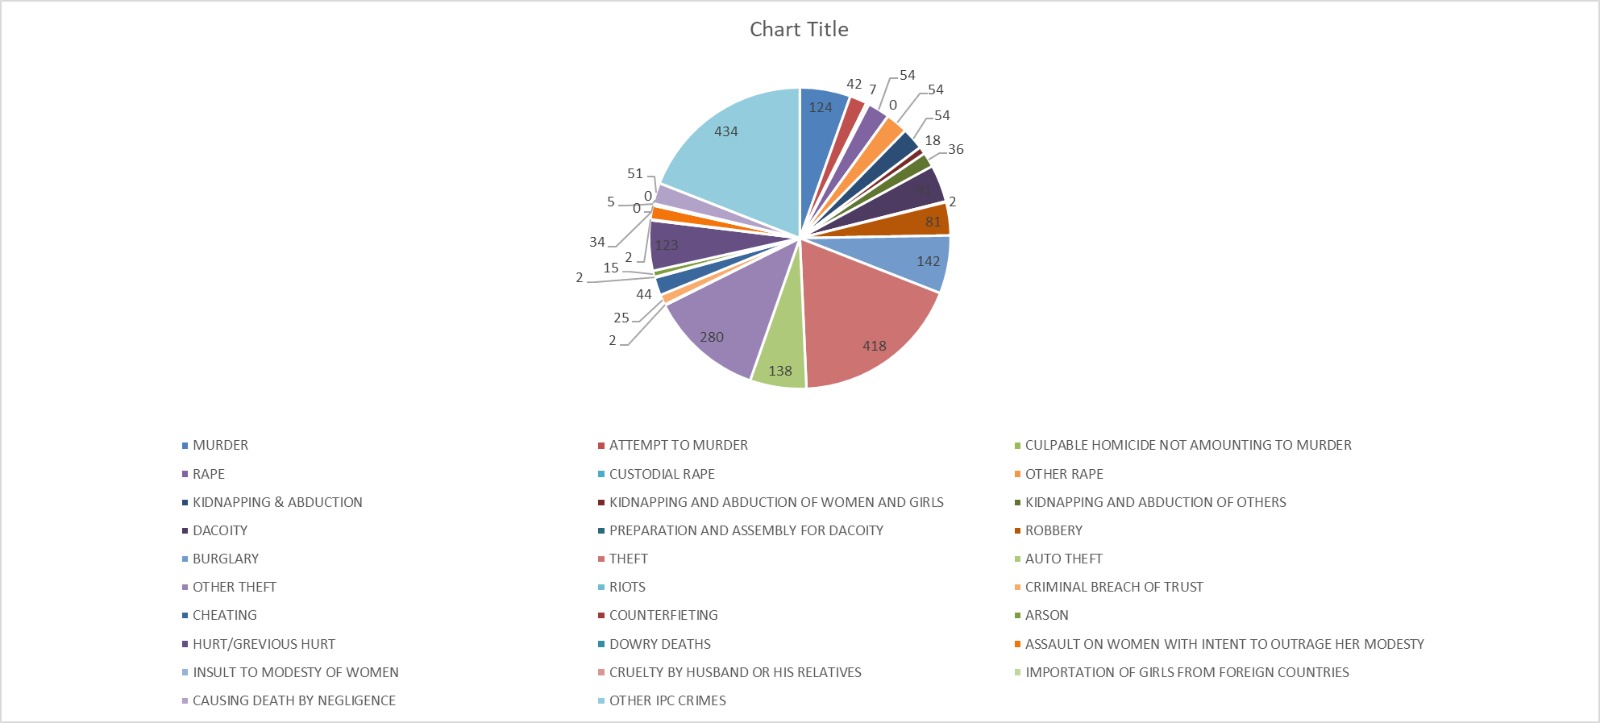 Chart Title
124
42
7
54
0
54
54
18
36
2
81
142
418
138
280
2
25
44
2
15
123
2
34
0
5
0
51
434
MURDER
ATTEMPT TO MURDER
CULPABLE HOMICIDE NOT AMOUNTING TO MURDER
RAPE
CUSTODIAL RAPE
OTHER RAPE
KIDNAPPING & ABDUCTION
KIDNAPPING AND ABDUCTION OF WOMEN AND GIRLS
KIDNAPPING AND ABDUCTION OF OTHERS
DACOITY
PREPARATION AND ASSEMBLY FOR DACOITY
ROBBERY
BURGLARY
THEFT
AUTO THEFT
OTHER THEFT
RIOTS
CRIMINAL BREACH OF TRUST
CHEATING
COUNTERFIETING
ARSON
HURT/GREVIOUS HURT
DOWRY DEATHS
ASSAULT ON WOMEN WITH INTENT TO OUTRAGE HER MODESTY
INSULT TO MODESTY OF WOMEN
CRUELTY BY HUSBAND OR HIS RELATIVES
IMPORTATION OF GIRLS FROM FOREIGN COUNTRIES
CAUSING DEATH BY NEGLIGENCE
OTHER IPC CRIMES